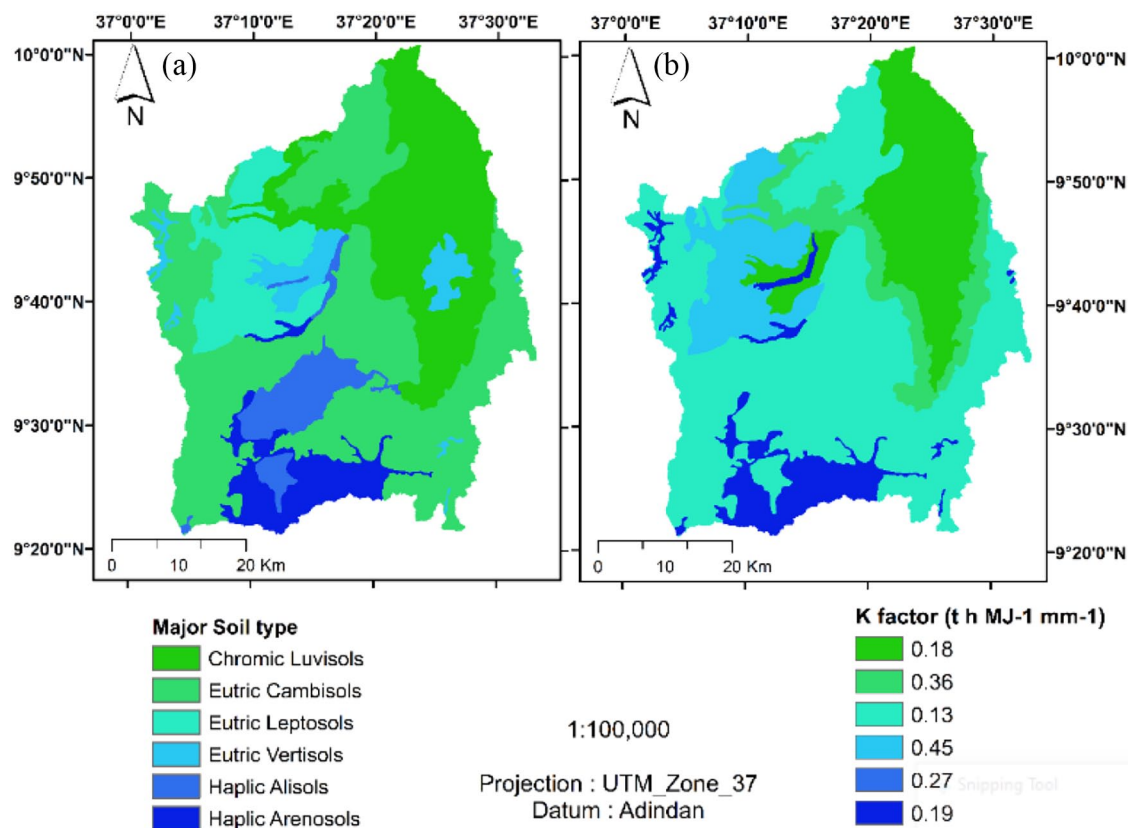 37°0'0"E 37°10'0"E 37°20'0"E 37°30'0"E 37°0'0"E 37°10'0"E 37°20'0"E 37°30'0"E
10°0'0"N (a) (b) 10°0'0"N
N N
9°50'0"N 9°50'0"N
9°40'0"N 9°40'0"N
9°30'0"N 9°30'0"N
9°20'0"N 9°20'0"N
0 10 20 Km 0 10 20 Km
Major Soil type
Chromic Luvisols
Eutric Cambisols
Eutric Leptosols
Eutric Vertisols
Haplic Alisols
Haplic Arenosols
1:100,000
Projection : UTM_Zone_37
Datum : Adindan
K factor (t h MJ-1 mm-1)
0.18
0.36
0.13
0.45
0.27
0.19
Snipping Tool